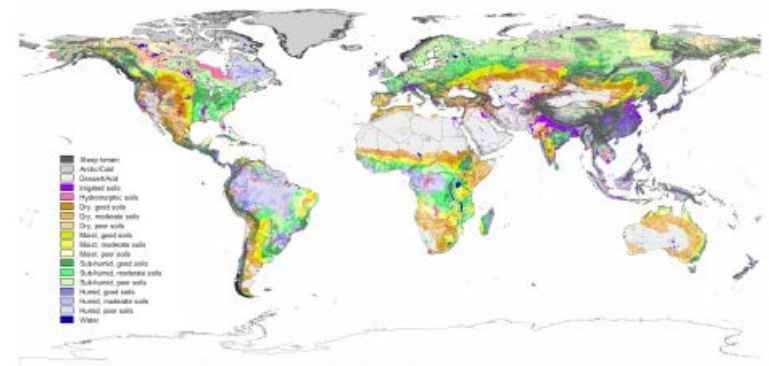 Steep terrain
Arctic/Cold
Dessert/Arid
Irrigated soils
Hydromorphic soils
Dry, good soils
Dry, moderate soils
Dry, poor soils
Moist, good soils
Moist, moderate soils
Moist, poor soils
Sub-humid, good soils
Sub-humid, moderate soils
Sub-humid, poor soils
Humid, good soils
Humid, moderate soils
Humid, poor soils
Water